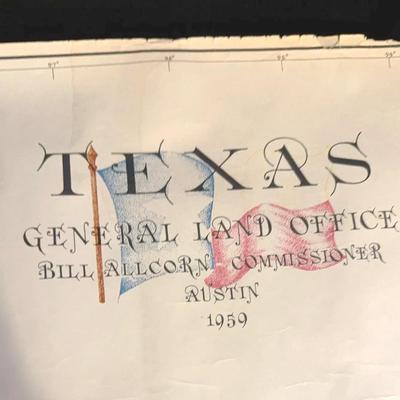 TEXAS
GENERAL LAND OFFICE
BILL ALLCORN, COMMISSIONER
AUSTIN
1959